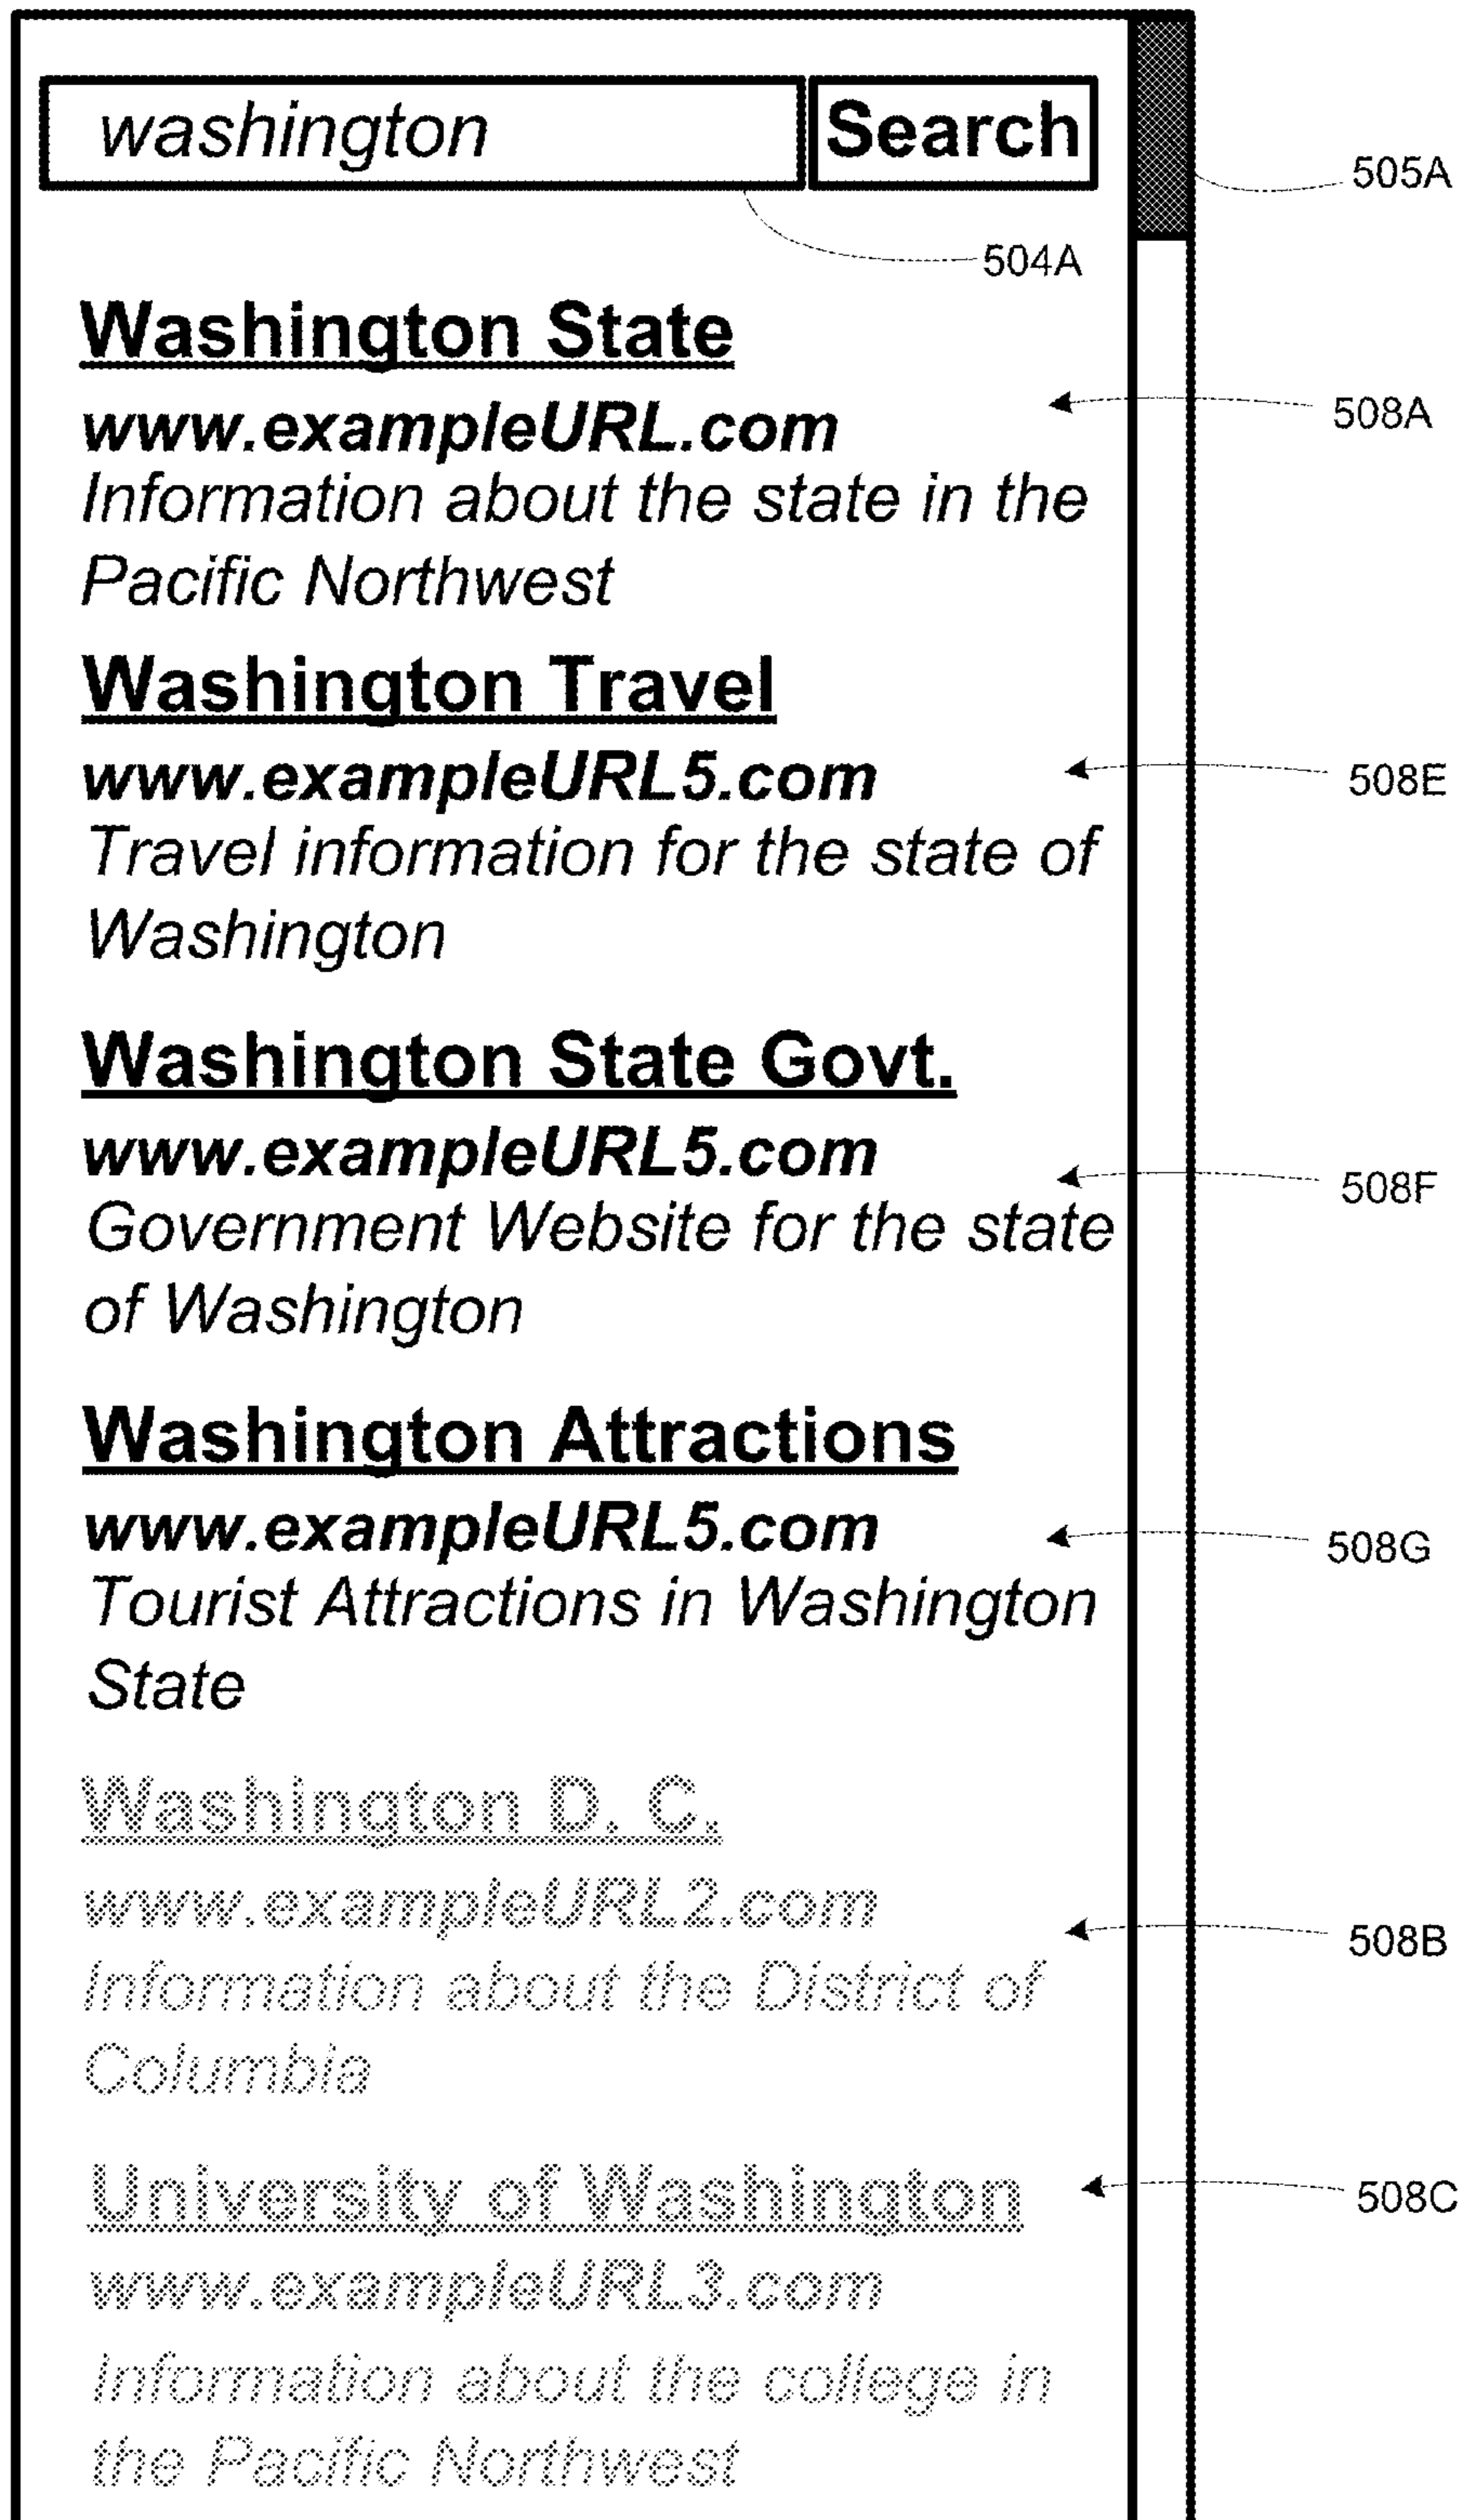 washington Search
505A
504A
Washington State
www.exampleURL.com
508A
Information about the state in the
Pacific Northwest
Washington Travel
www.exampleURL5.com
508E
Travel information for the state of
Washington
Washington State Govt.
www.exampleURL5.com
508F
Government Website for the state
of Washington
Washington Attractions
www.exampleURL5.com
508G
Tourist Attractions in Washington
State
Washington D. C.
www.exampleURL2.com
508B
Information about the District of
Columbia
University of Washington
508C
www.exampleURL3.com
Information about the college in
the Pacific Northwest